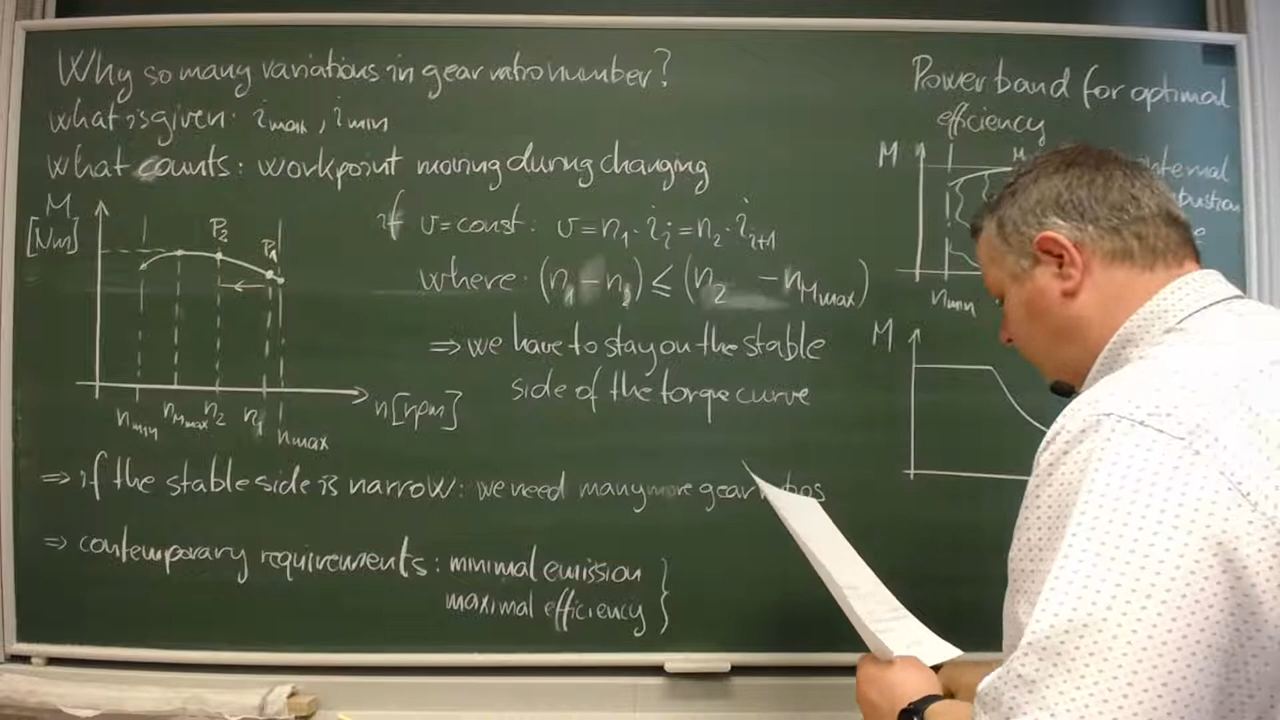 Why so many variations in gear ratio number?
what is given: imax, imin
what counts: workpoint moving during changing
M
[Nm]
P2
P1
if v=const: v=n1·ii=n2·ii+1
where: (n1-n2)≤(n2 -nMmax)
⇒ we have to stay on the stable
side of the torque curve
nmin nMmax n2 n1 nmax
n[rpm]
⇒ if the stable side is narrow: we need many more gear
⇒ contemporary requirements: minimal emission
maximal efficiency
Power band for optimal
efficiency
M
nmin
M